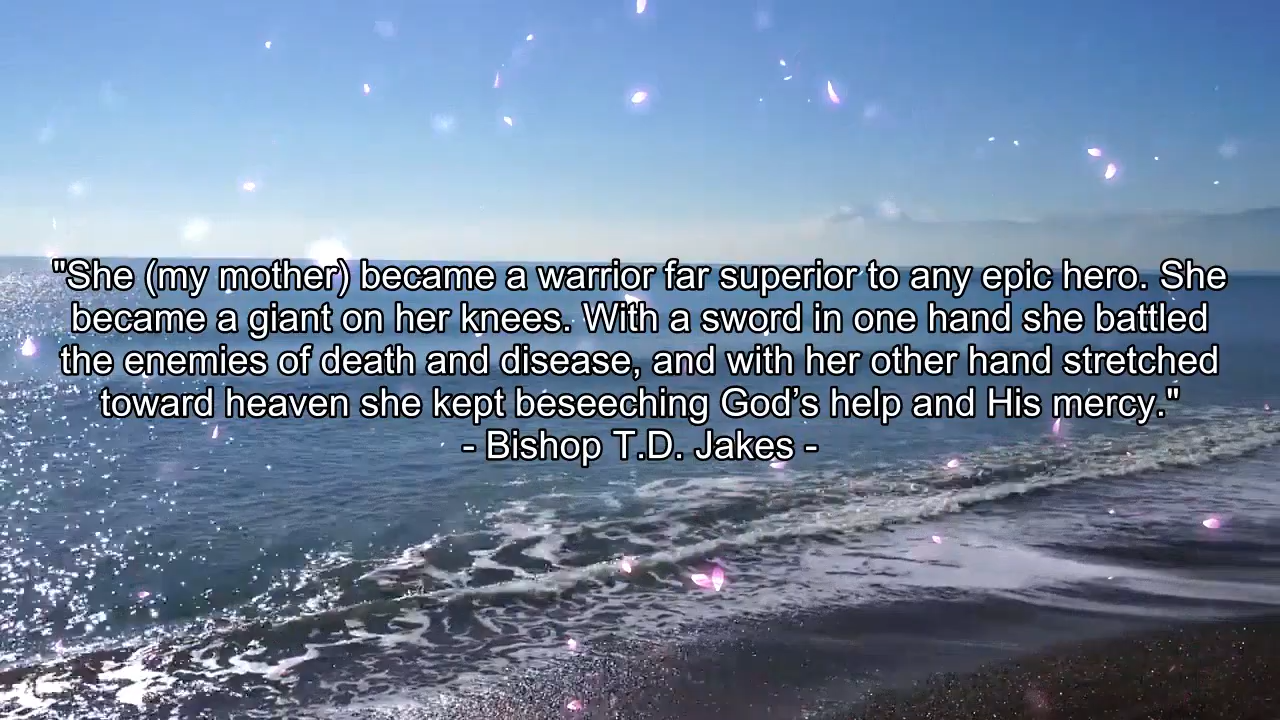 "She (my mother) became a warrior far superior to any epic hero. She
became a giant on her knees. With a sword in one hand she battled
the enemies of death and disease, and with her other hand stretched
toward heaven she kept beseeching God’s help and His mercy."
- Bishop T.D. Jakes -